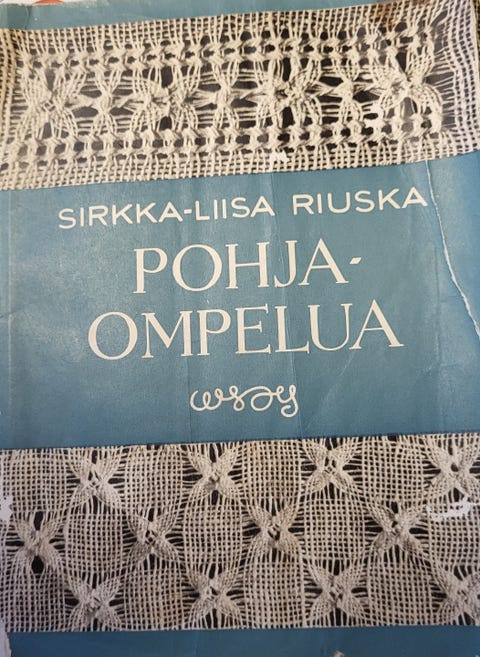 SIRKKA-LIISA RIUSKA
POHJA-
OMPELUA
wsoy